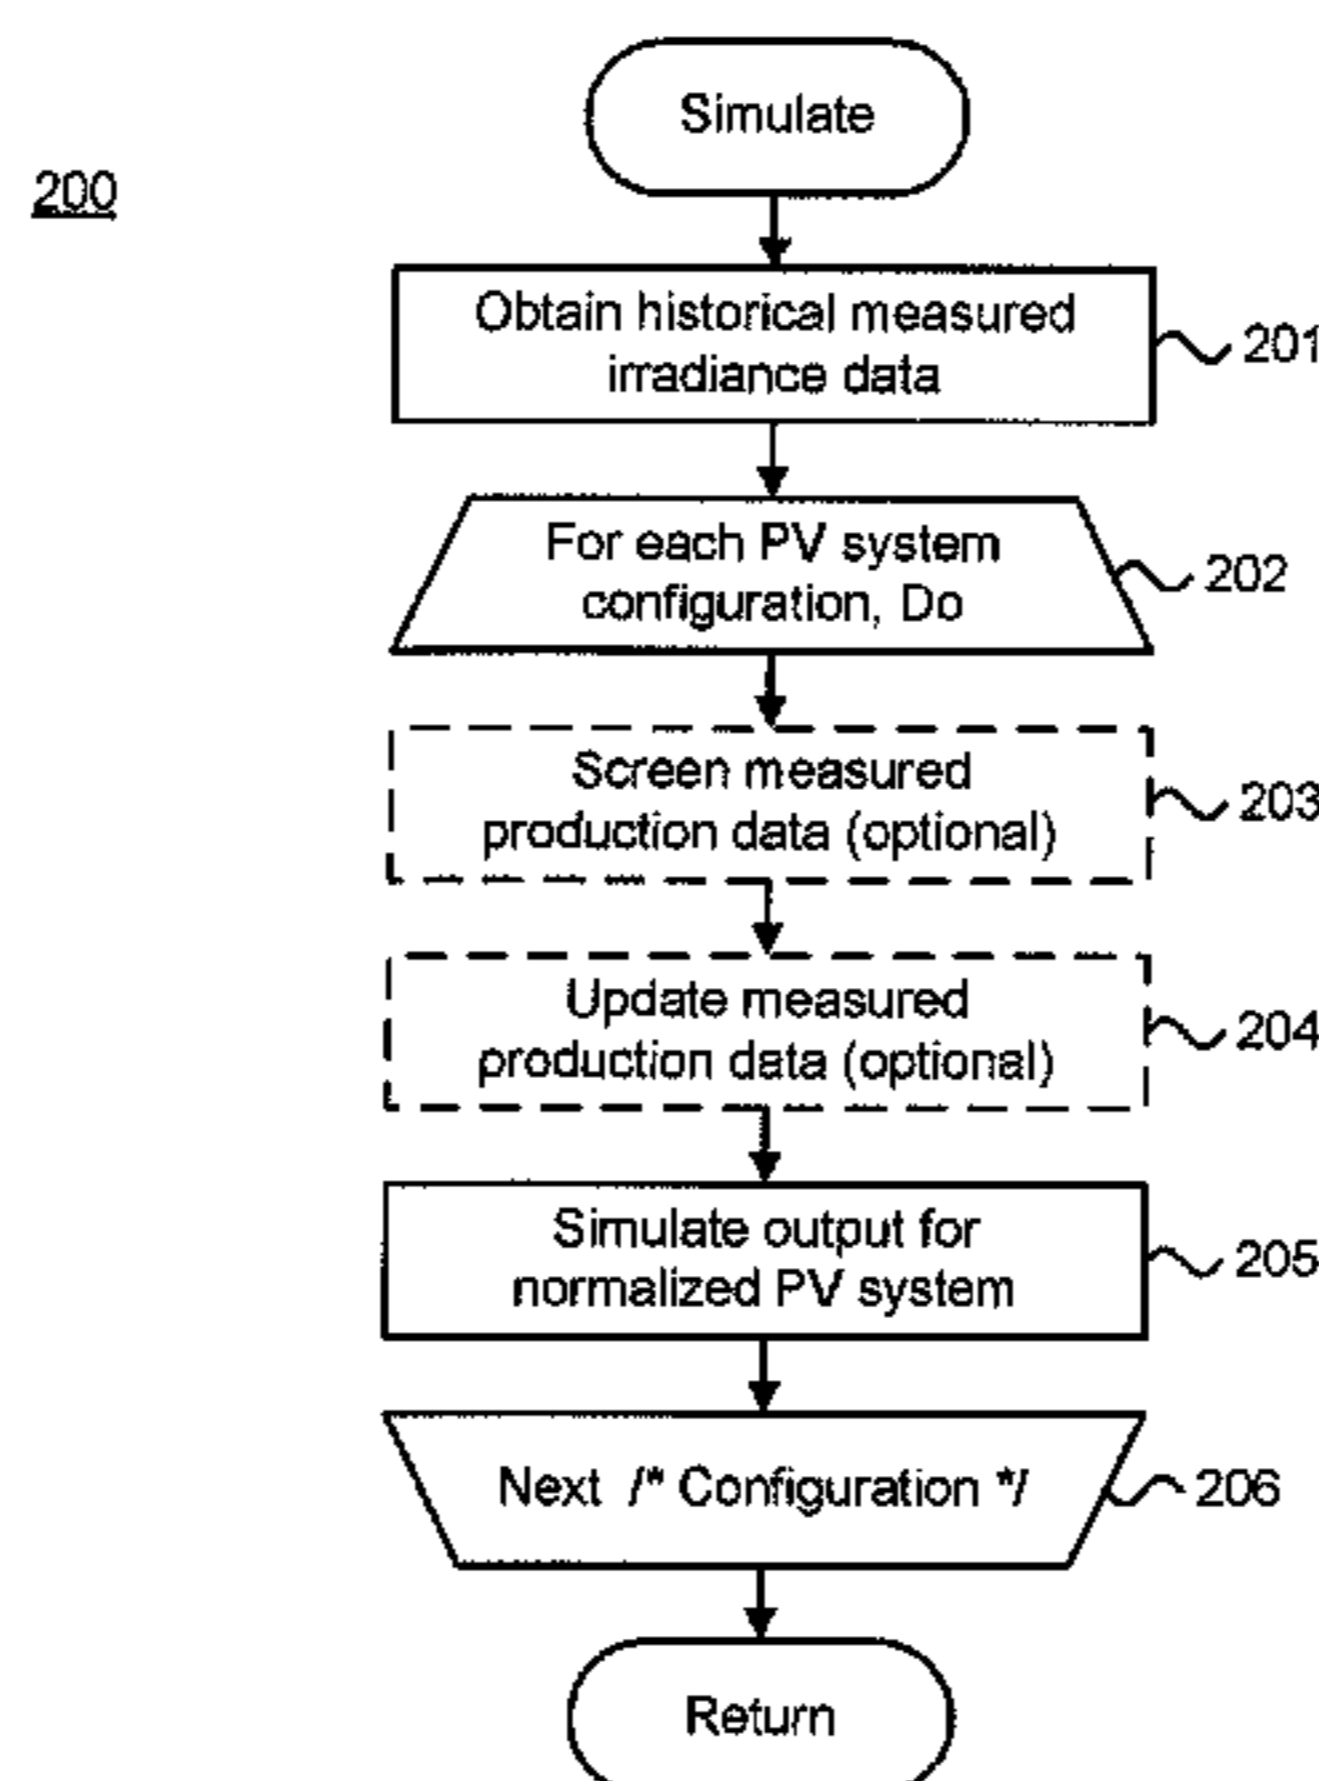 Simulate
200
Obtain historical measured
irradiance data
201
For each PV system
configuration, Do
202
Screen measured
production data (optional)
203
Update measured
production data (optional)
204
Simulate output for
normalized PV system
205
Next /* Configuration */
206
Return